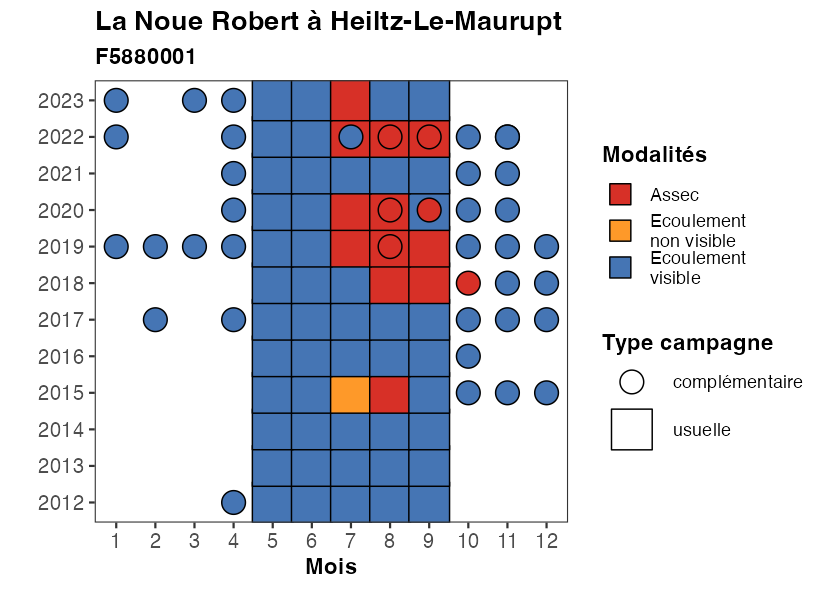 La Noue Robert à Heiltz-Le-Maurupt
F5880001
2023
2022
2021
2020
2019
2018
2017
2016
2015
2014
2013
2012
1 2 3 4 5 6 7 8 9 10 11 12
Mois
Modalités
Assec
Ecoulement
non visible
Ecoulement
visible
Type campagne
complémentaire
usuelle